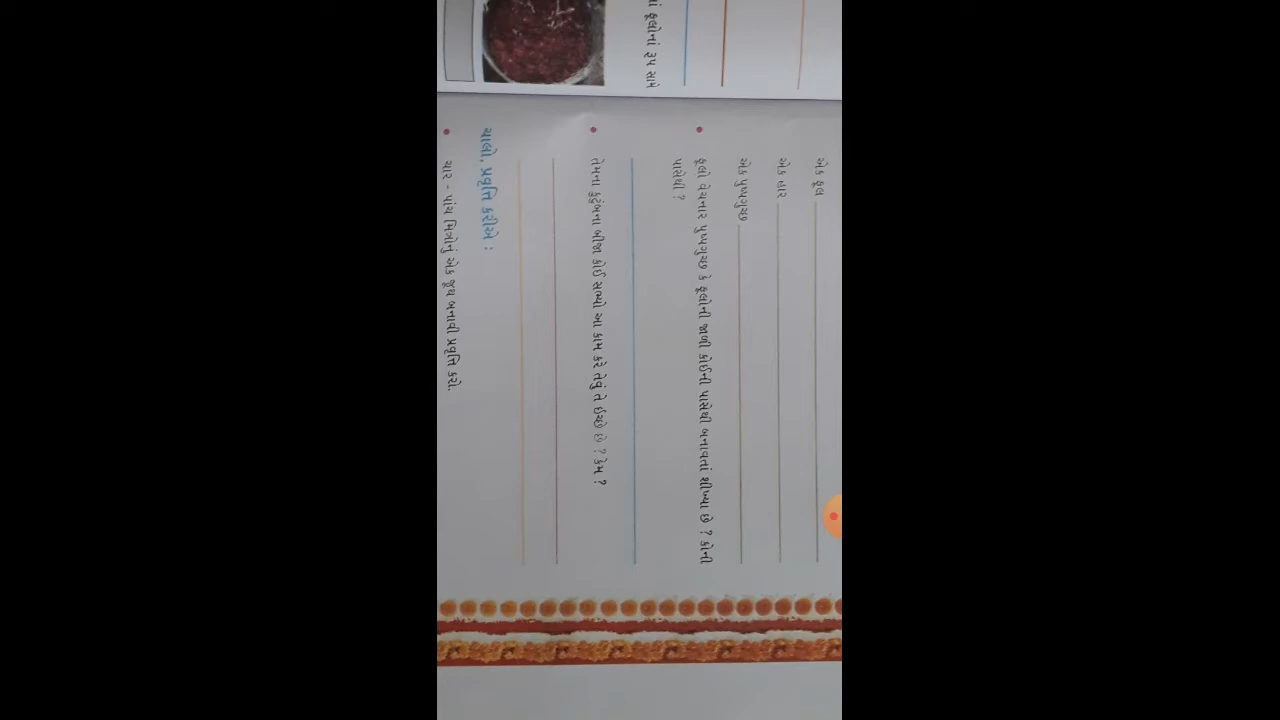 માં ફૂલોનાં રૂપ સામે
એક ફૂલ
એક હાર
એક પુષ્પગુચ્છ
ફૂલો વેચનાર પુષ્પગુચ્છ કે ફૂલોની જાળી કોઈની પાસેથી બનાવતાં શીખ્યા છે ? કોની
પાસેથી ?
તેમના કુટુંબના બીજા કોઈ સભ્યો આ કામ કરે તેવું તે ઈચ્છે છે ? કેમ ?
ચાલો, પ્રવૃત્તિ કરીએ :
ચાર - પાંચ મિત્રોનું એક જૂથ બનાવી પ્રવૃત્તિ કરો.